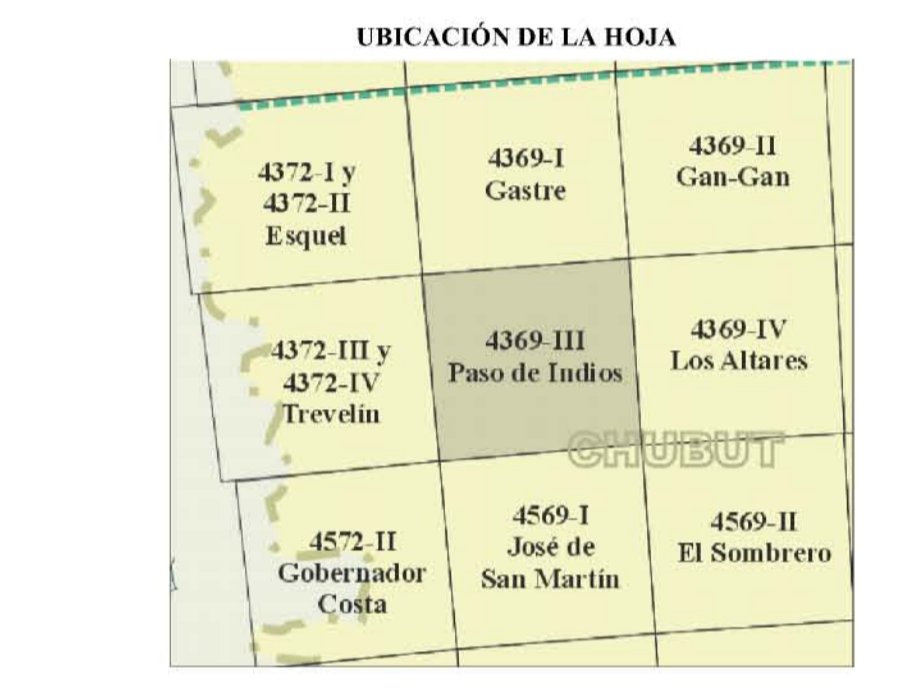 UBICACIÓN DE LA HOJA
4372-I y
4372-II
Esquel
4369-I
Gastre
4369-II
Gan-Gan
4372-III y
4372-IV
Trevelín
4369-III
Paso de Indios
4369-IV
Los Altares
CHUBUT
4572-II
Gobernador
Costa
4569-I
José de
San Martín
4569-II
El Sombrero